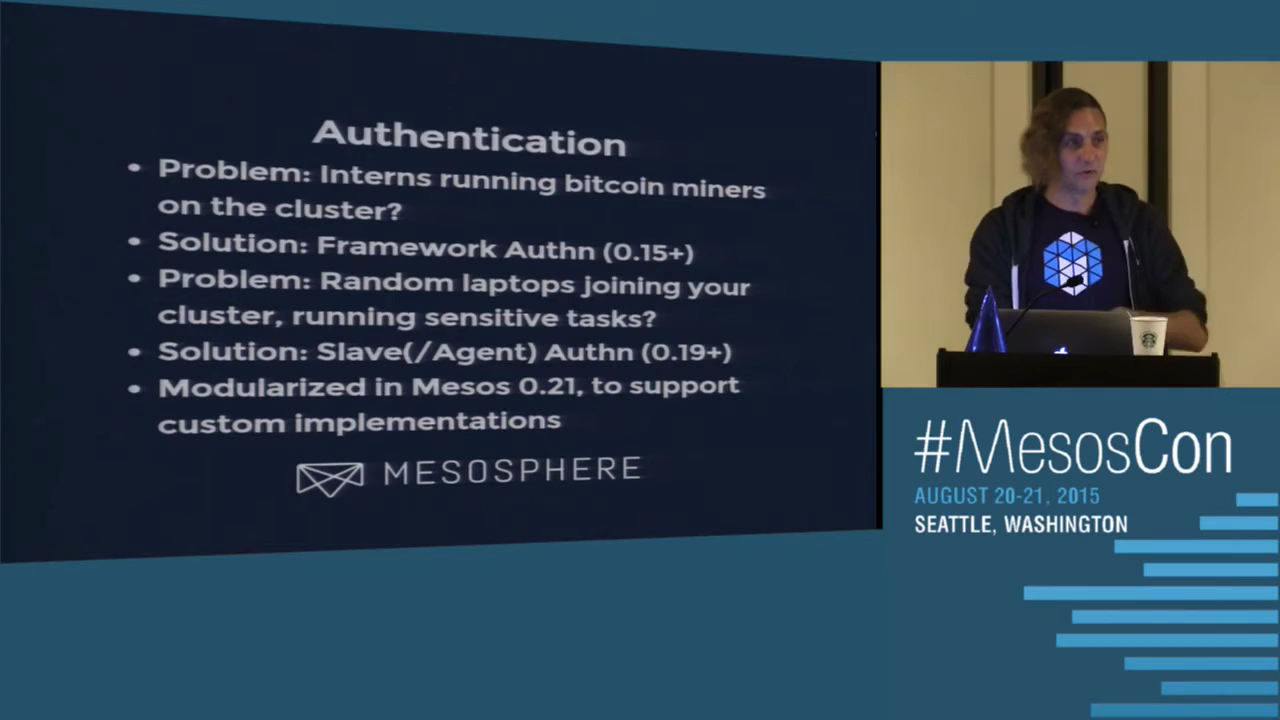 Authentication
• Problem: Interns running bitcoin miners
on the cluster?
• Solution: Framework Authn (0.15+)
• Problem: Random laptops joining your
cluster, running sensitive tasks?
• Solution: Slave(/Agent) Authn (0.19+)
• Modularized in Mesos 0.21, to support
custom implementations
MESOSPHERE
#MesosCon
AUGUST 20-21, 2015
SEATTLE, WASHINGTON